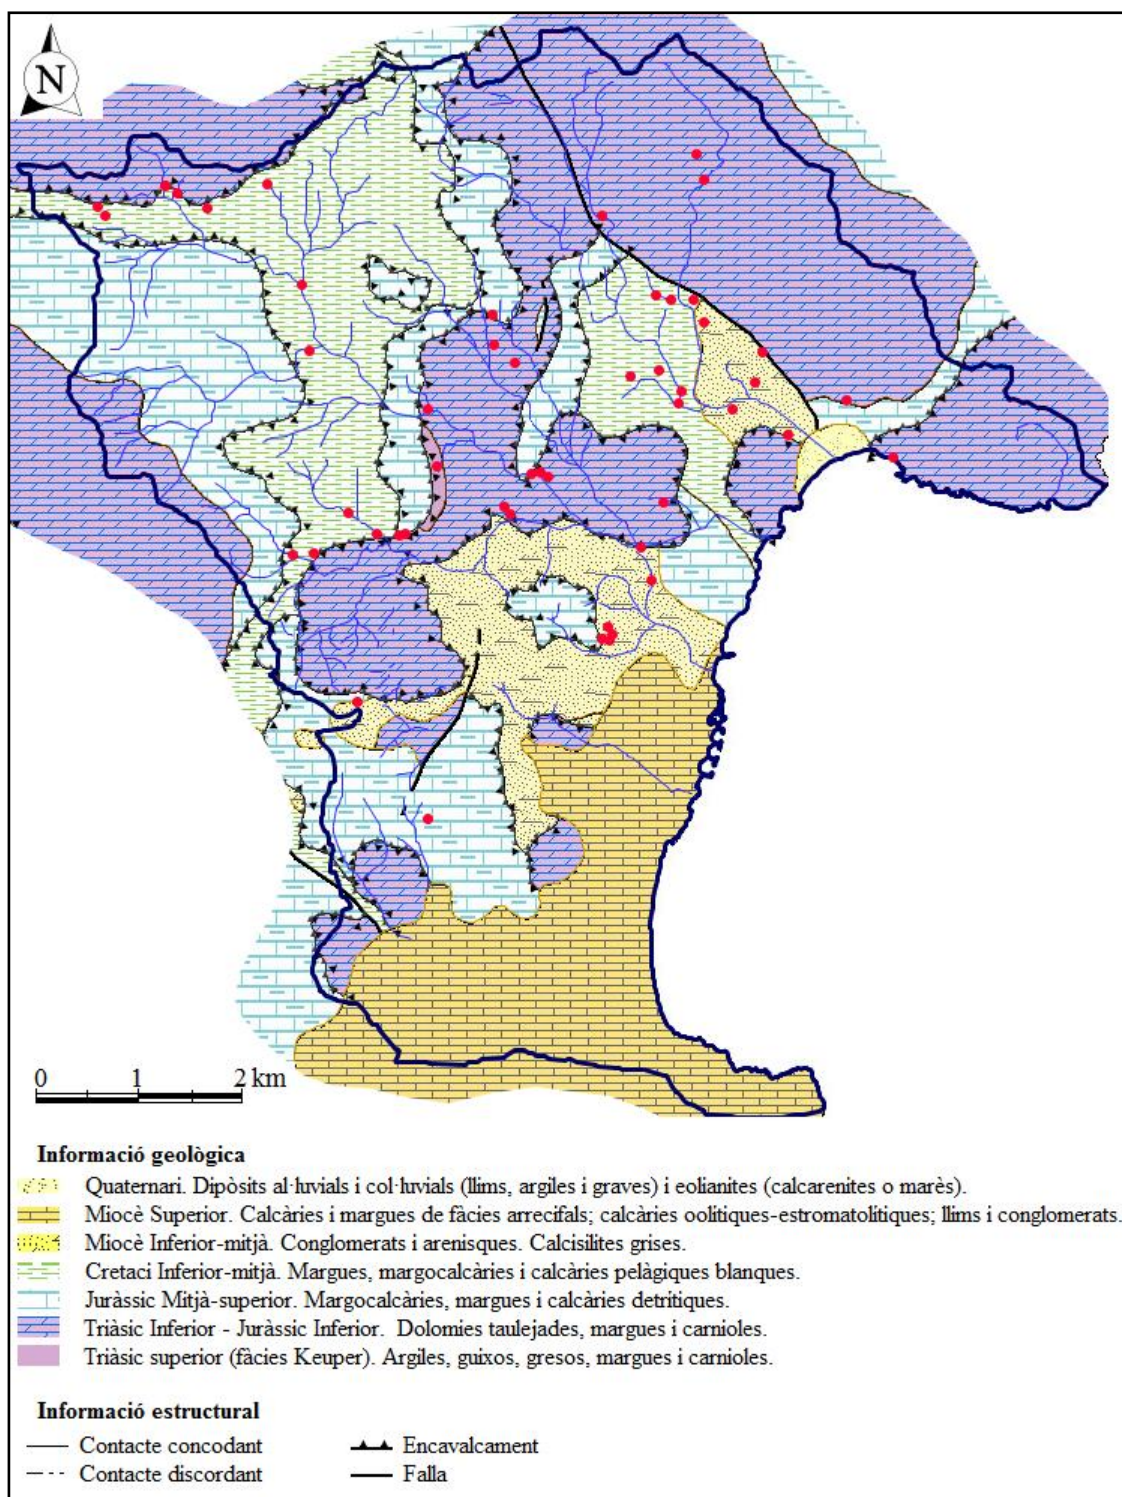 N
0 1 2 km
Informació geològica
Quaternari. Dipòsits al·luvials i col·luvials (llims, argiles i graves) i eolianites (calcarenites o marès).
Miocè Superior. Calcàries i margues de fàcies arrecifals; calcàries oolitiques-estromatolitiques; llims i conglomerats.
Miocè Inferior-mitjà. Conglomerats i arenisques. Calcisilites grises.
Cretaci Inferior-mitjà. Margues, margocalcàries i calcàries pelàgiques blanques.
Juràssic Mitjà-superior. Margocalcàries, margues i calcàries detritiques.
Triàsic Inferior - Juràssic Inferior. Dolomies taulejades, margues i carnioles.
Triàsic superior (fàcies Keuper). Argiles, guixos, gresos, margues i carnioles.
Informació estructural
Contacte concodant
Encavalcament
Contacte discordant
Falla